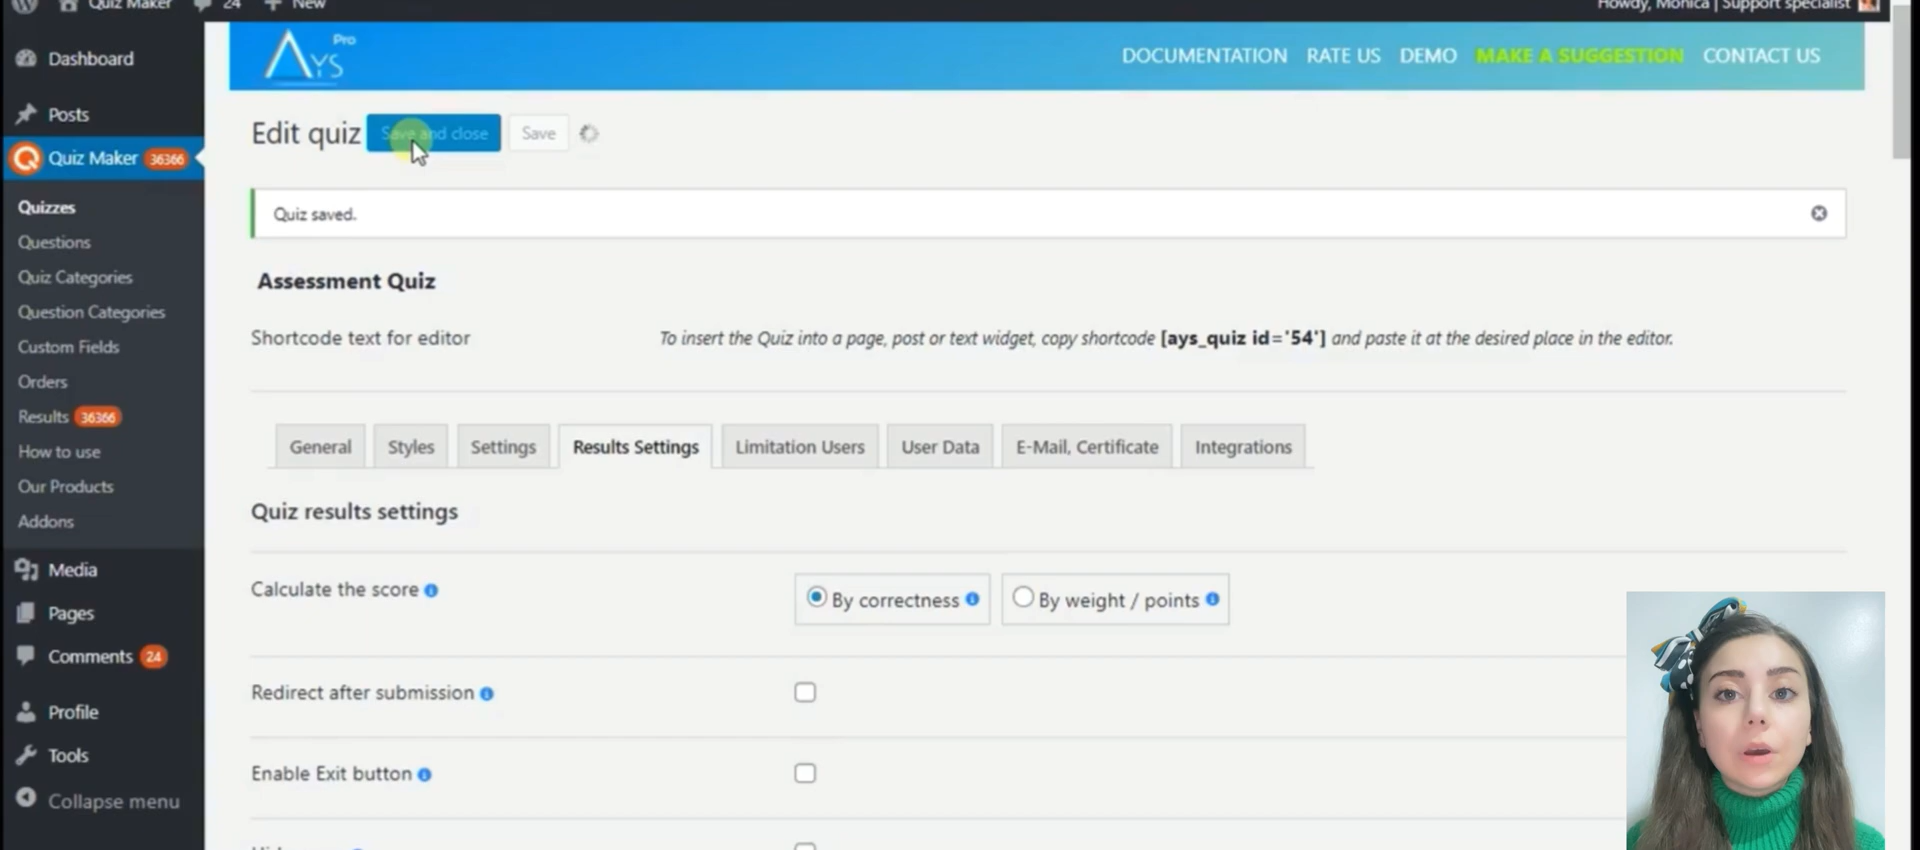 Quiz Maker 24 New
Howdy, Monica | Support specialist
AYS Pro
DOCUMENTATION RATE US DEMO MAKE A SUGGESTION CONTACT US
Dashboard
Posts
Quiz Maker 36366
Quizzes
Questions
Quiz Categories
Question Categories
Custom Fields
Orders
Results 36366
How to use
Our Products
Addons
Media
Pages
Comments 24
Profile
Tools
Collapse menu
Edit quiz Save and close Save
Quiz saved.
Assessment Quiz
Shortcode text for editor
To insert the Quiz into a page, post or text widget, copy shortcode [ays_quiz id='54'] and paste it at the desired place in the editor.
General Styles Settings Results Settings Limitation Users User Data E-Mail, Certificate Integrations
Quiz results settings
Calculate the score By correctness By weight / points
Redirect after submission
Enable Exit button